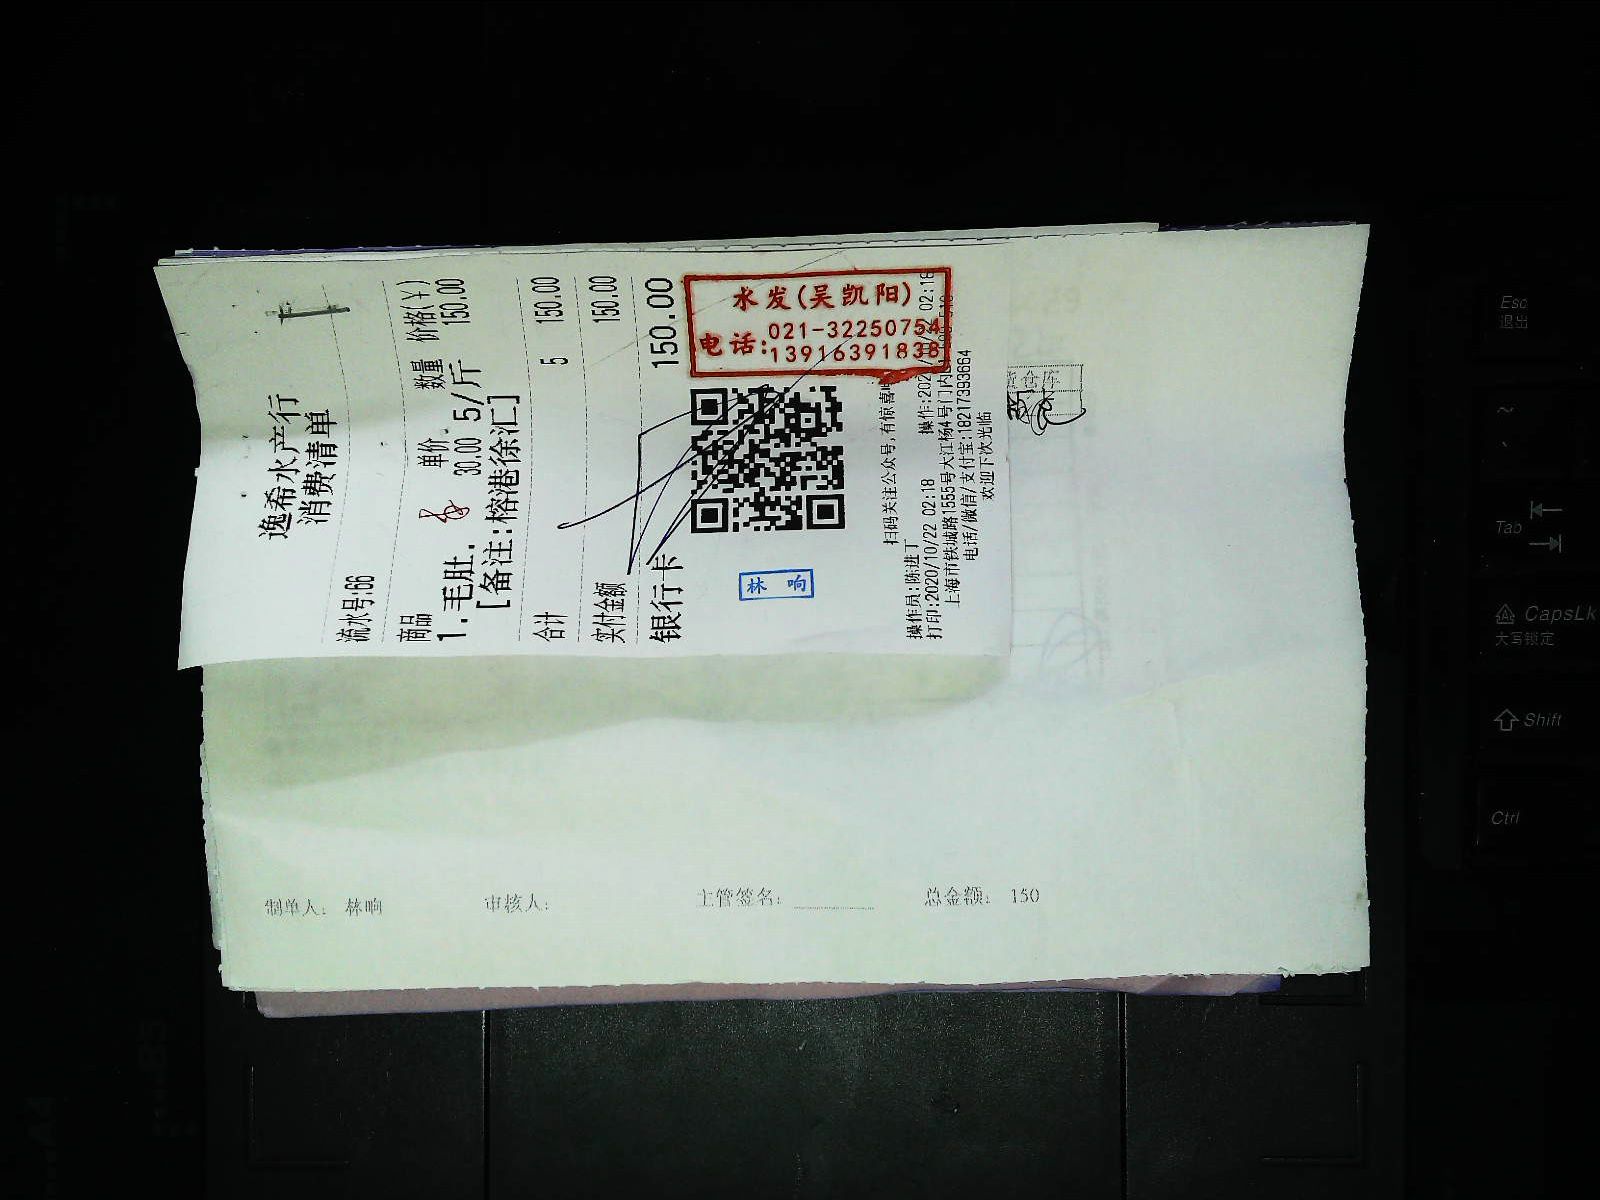 逸希水产行
消费清单
流水号:66
商品 单价 数量 价格(¥)
1.毛肚. 30.00 5/斤 150.00
[备注:榕港徐汇]
合计 5 150.00
实付金额 150.00
银行卡 150.00
水发(吴凯阳)
电话:021-32250754
13916391838
林 响
扫码关注公众号,有惊喜
操作员:陈进丁
打印:2020/10/22 02:18 操作:202 02:18
上海市铁城路1555号大江杨4号门内
电话/微信/支付宝:18217393664
欢迎下次光临
仓库
制单人: 林响 审核人: 主管签名: 总金额: 150
Esc
退出
~
Tab
CapsLk
大写锁定
Shift
Ctrl